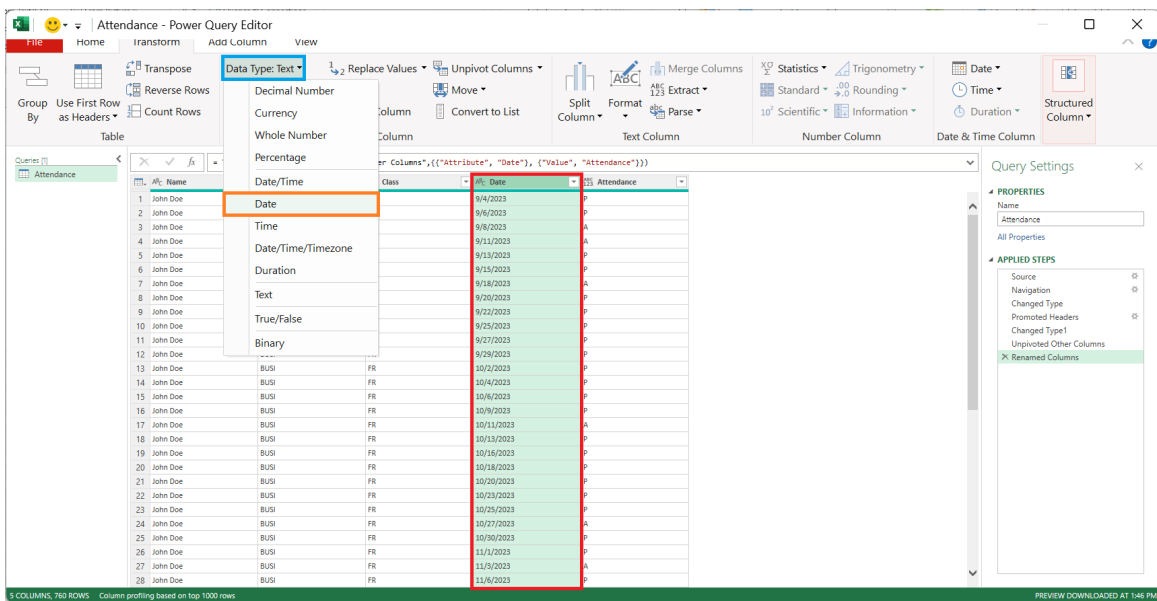 Attendance - Power Query Editor
File Home Transform Add Column View
Transpose
Reverse Rows
Count Rows
Group By
Use First Row as Headers
Table
Data Type: Text
Replace Values
Unpivot Columns
Move
Convert to List
Column
Split Column
Format
Merge Columns
Extract
Parse
Text Column
Statistics
Standard
Scientific
Trigonometry
Rounding
Information
Number Column
Date
Time
Duration
Date & Time Column
Structured Column
Decimal Number
Currency
Whole Number
Percentage
Date/Time
Date
Time
Date/Time/Timezone
Duration
Text
True/False
Binary
Queries [1]
Attendance
er Columns",{{"Attribute", "Date"}, {"Value", "Attendance"}})
Name Class Date Attendance
1 John Doe 9/4/2023 P
2 John Doe 9/6/2023 P
3 John Doe 9/8/2023 A
4 John Doe 9/11/2023 A
5 John Doe 9/13/2023 P
6 John Doe 9/15/2023 P
7 John Doe 9/18/2023 A
8 John Doe 9/20/2023 P
9 John Doe 9/22/2023 P
10 John Doe 9/25/2023 P
11 John Doe 9/27/2023 P
12 John Doe 9/29/2023 P
13 John Doe BUSI FR 10/2/2023 P
14 John Doe BUSI FR 10/4/2023 P
15 John Doe BUSI FR 10/6/2023 P
16 John Doe BUSI FR 10/9/2023 P
17 John Doe BUSI FR 10/11/2023 A
18 John Doe BUSI FR 10/13/2023 P
19 John Doe BUSI FR 10/16/2023 P
20 John Doe BUSI FR 10/18/2023 P
21 John Doe BUSI FR 10/20/2023 P
22 John Doe BUSI FR 10/23/2023 P
23 John Doe BUSI FR 10/25/2023 P
24 John Doe BUSI FR 10/27/2023 A
25 John Doe BUSI FR 10/30/2023 P
26 John Doe BUSI FR 11/1/2023 P
27 John Doe BUSI FR 11/3/2023 A
28 John Doe BUSI FR 11/6/2023 P
Query Settings
PROPERTIES
Name
Attendance
All Properties
APPLIED STEPS
Source
Navigation
Changed Type
Promoted Headers
Changed Type1
Unpivoted Other Columns
Renamed Columns
5 COLUMNS, 760 ROWS Column profiling based on top 1000 rows
PREVIEW DOWNLOADED AT 1:46 PM